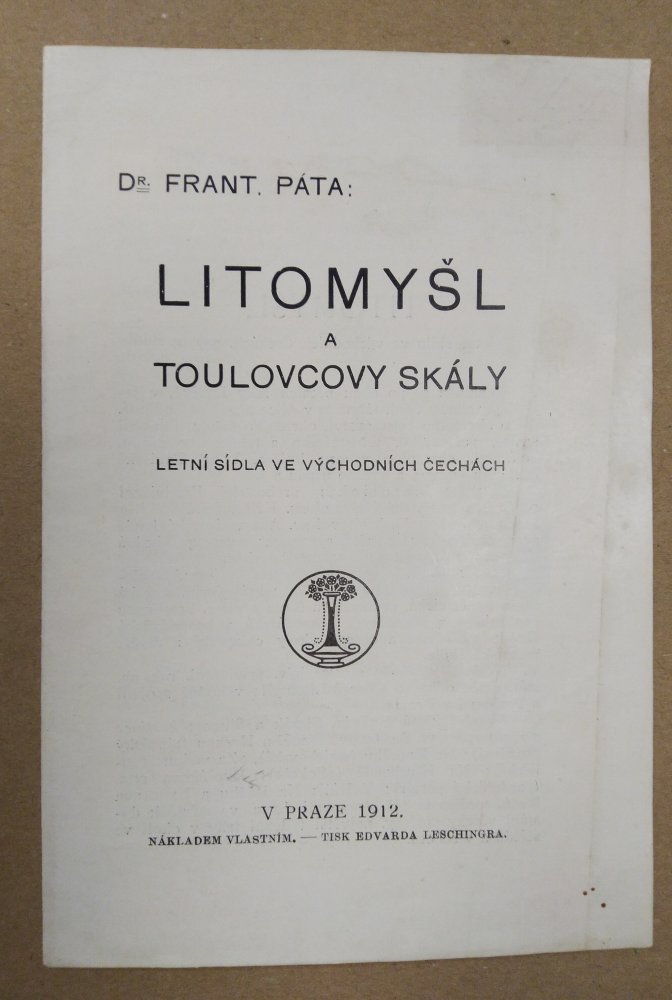 DR. FRANT. PÁTA:
LITOMYŠL
A
TOULOVCOVY SKÁLY
LETNÍ SÍDLA VE VÝCHODNÍCH ČECHÁCH
V PRAZE 1912.
NÁKLADEM VLASTNÍM. — TISK EDVARDA LESCHINGRA.